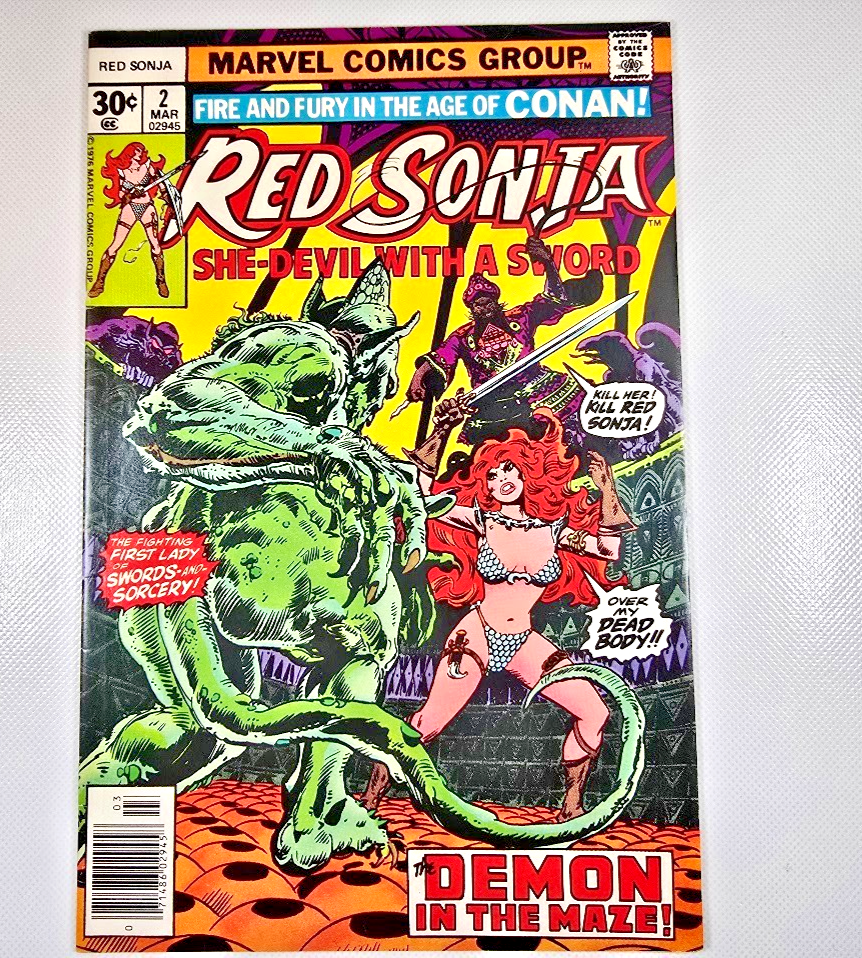 RED SONJA
MARVEL COMICS GROUP™
APPROVED
BY THE
COMICS
CODE
AUTHORITY
30¢
CC
2
MAR
02945
FIRE AND FURY IN THE AGE OF CONAN!
© 1976 MARVEL COMICS GROUP
RED SONJA™
SHE-DEVIL WITH A SWORD
KILL HER!
KILL RED
SONJA!
THE FIGHTING
FIRST LADY
OF
SWORDS-AND-
SORCERY!
OVER
MY
DEAD
BODY!!
03
0
71486 02945
THE DEMON
IN THE MAZE!